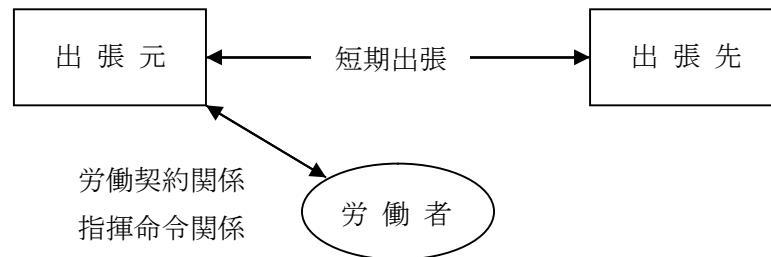 出張元
短期出張
出張先
労働契約関係
指揮命令関係
労働者